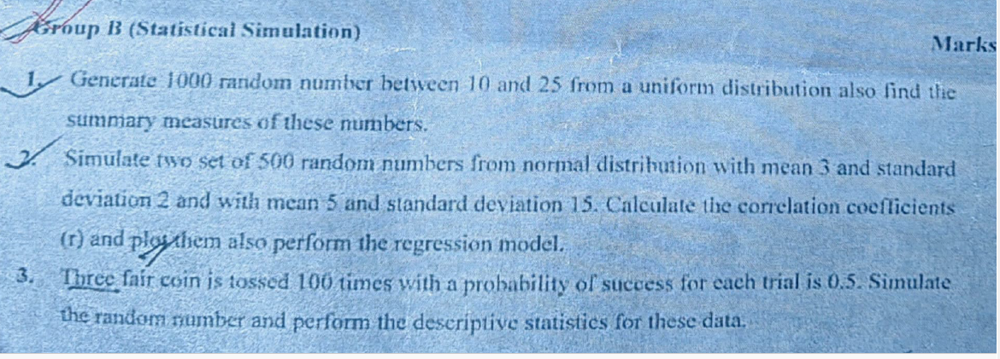 Group B (Statistical Simulation)
Marks
1. Generate 1000 random number between 10 and 25 from a uniform distribution also find the
summary measures of these numbers.
2. Simulate two set of 500 random numbers from normal distribution with mean 3 and standard
deviation 2 and with mean 5 and standard deviation 15. Calculate the correlation coefficients
(r) and plot them also perform the regression model.
3. Three fair coin is tossed 100 times with a probability of success for each trial is 0.5. Simulate
the random number and perform the descriptive statistics for these data.